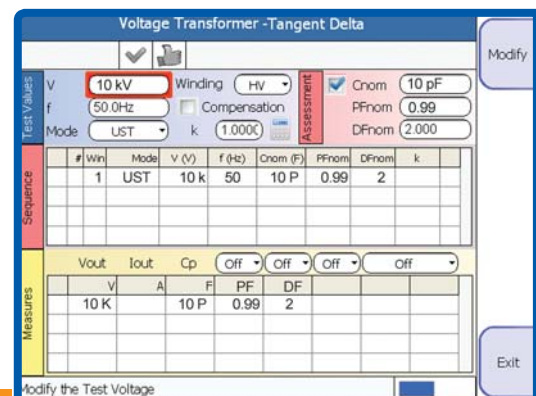 Voltage Transformer -Tangent Delta
Modify
Test Values
V 10 kV Winding HV Assessment Cnom 10 pF
f 50.0Hz Compensation PFnom 0.99
Mode UST k (1.000 DFnom 2.000
Sequence
# Win Mode V (V) f (Hz) Cnom (F) PFnom DFnom k
1 UST 10 k 50 10 P 0.99 2
Measures
Vout Iout Cp Off Off Off Off
V A F PF DF
10 K 10 P 0.99 2
Exit
Modify the Test Voltage